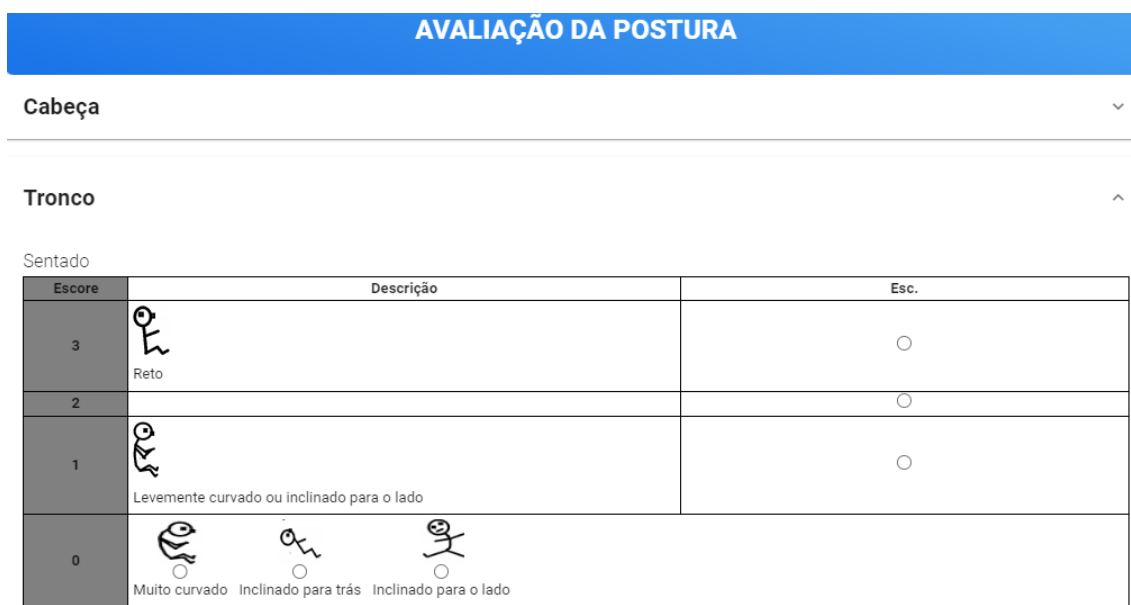 AVALIAÇÃO DA POSTURA
Cabeça
Tronco
Sentado
Escore Descrição Esc.
3
Reto
2
1
Levemente curvado ou inclinado para o lado
0
Muito curvado Inclinado para trás Inclinado para o lado